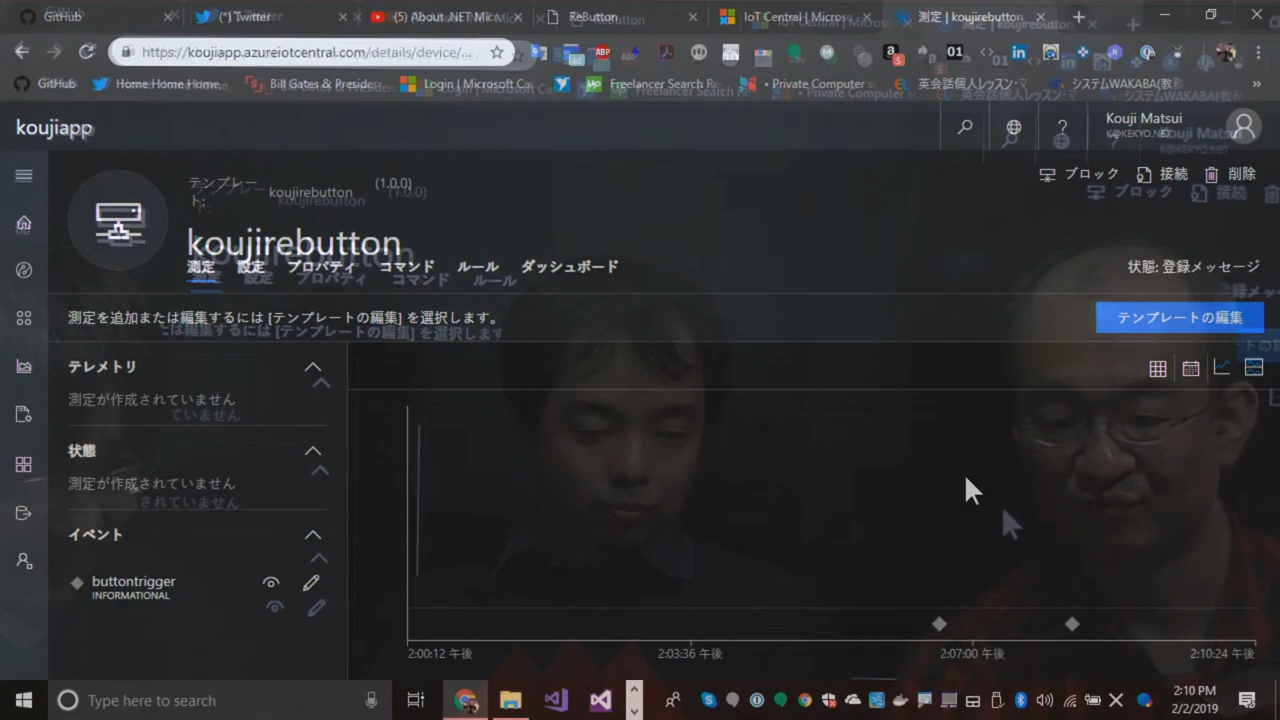 GitHub
(*) Twitter
(5) About .NET Micr
ReButton
IoT Central | Micros
測定 | koujirebutton
https://koujiapp.azureiotcentral.com/details/device/...
GitHub
Home Home Home
Bill Gates & Preside
Login | Microsoft Ca
Freelancer Search Re
• Private Computer
英会話個人レッスン・マ
システムWAKABA(教務
»
koujiapp
?
Kouji Matsui
K@KEKYO.NET
テンプレート:
koujirebutton
(1.0.0)
ブロック
接続
削除
koujirebutton
測定
設定
プロパティ
コマンド
ルール
ダッシュボード
状態: 登録メッセージ
測定を追加または編集するには [テンプレートの編集] を選択します。
テンプレートの編集
テレメトリ
測定が作成されていません
状態
測定が作成されていません
イベント
buttontrigger
INFORMATIONAL
2:00:12 午後
2:03:36 午後
2:07:00 午後
2:10:24 午後
Type here to search
2:10 PM
2/2/2019